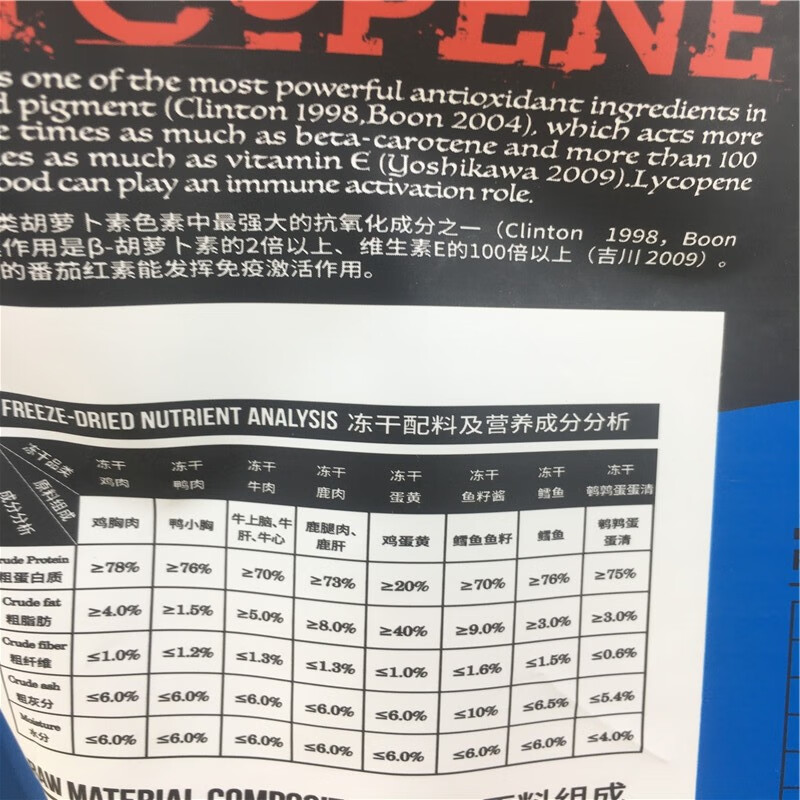 COPENE
s one of the most powerful antioxidant ingredients in
d pigment (Clinton 1998,Boon 2004), which acts more
e times as much as beta-carotene and more than 100
es as much as vitamin E (Yoshikawa 2009).Lycopene
ood can play an immune activation role.
类胡萝卜素色素中最强大的抗氧化成分之一（Clinton 1998，Boon
作用是β-胡萝卜素的2倍以上、维生素E的100倍以上（吉川2009）。
的番茄红素能发挥免疫激活作用。
FREEZE-DRIED NUTRIENT ANALYSIS 冻干配料及营养成分分析
冻干品类 原料组成 成分分析 冻干鸡肉 冻干鸭肉 冻干牛肉 冻干鹿肉 冻干蛋黄 冻干鱼籽酱 冻干鳕鱼 冻干鹌鹑蛋蛋清
鸡胸肉 鸭小胸 牛上脑、牛肝、牛心 鹿腿肉、鹿肝 鸡蛋黄 鳕鱼鱼籽 鳕鱼 鹌鹑蛋蛋清
rude Protein 粗蛋白质 ≥78% ≥76% ≥70% ≥73% ≥20% ≥70% ≥76% ≥75%
Crude fat 粗脂肪 ≥4.0% ≥1.5% ≥5.0% ≥8.0% ≥40% ≥9.0% ≥3.0% ≥3.0%
Crude fiber 粗纤维 ≤1.0% ≤1.2% ≤1.3% ≤1.3% ≤1.0% ≤1.6% ≤1.5% ≤0.6%
Crude ash 粗灰分 ≤6.0% ≤6.0% ≤6.0% ≤6.0% ≤6.0% ≤10% ≤6.5% ≤5.4%
Moisture 水分 ≤6.0% ≤6.0% ≤6.0% ≤6.0% ≤6.0% ≤6.0% ≤6.0% ≤4.0%
RAW MATERIAL COMPOSI 料组成